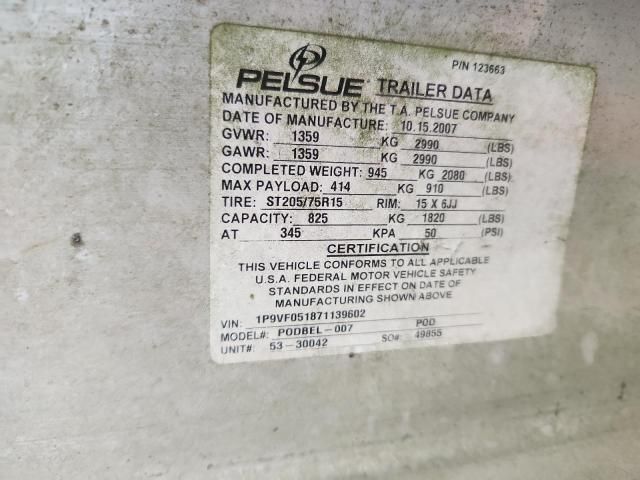 P/N 123663
PELSUE TRAILER DATA
MANUFACTURED BY THE T.A. PELSUE COMPANY
DATE OF MANUFACTURE: 10.15.2007
GVWR: 1359 KG 2990 (LBS)
GAWR: 1359 KG 2990 (LBS)
COMPLETED WEIGHT: 945 KG 2080 (LBS)
MAX PAYLOAD: 414 KG 910 (LBS)
TIRE: ST205/75R15 RIM: 15 X 6JJ
CAPACITY: 825 KG 1820 (LBS)
AT 345 KPA 50 (PSI)
CERTIFICATION
THIS VEHICLE CONFORMS TO ALL APPLICABLE
U.S.A. FEDERAL MOTOR VEHICLE SAFETY
STANDARDS IN EFFECT ON DATE OF
MANUFACTURING SHOWN ABOVE
VIN: 1P9VF051871139602
MODEL#: PODBEL-007 POD
UNIT#: 53-30042 SO#: 49855